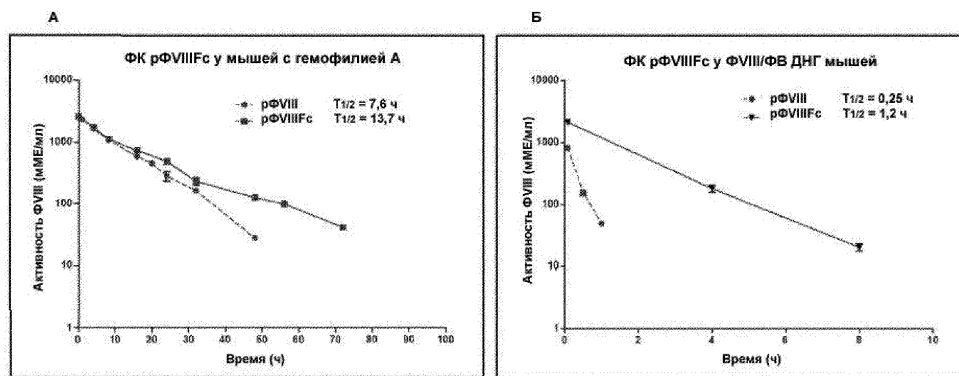 А
Б
ФК рФVIIIFc у мышей с гемофилией А
рФVIII T1/2 = 7,6 ч
рФVIIIFc T1/2 = 13,7 ч
Активность ФVIII (мМЕ/мл)
10000
1000
100
10
1
0 10 20 30 40 50 60 70 80 90 100
Время (ч)
ФК рФVIIIFc у ФVIII/ФВ ДНГ мышей
рФVIII T1/2 = 0,25 ч
рФVIIIFc T1/2 = 1,2 ч
Активность ФVIII (мМЕ/мл)
10000
1000
100
10
1
0 2 4 6 8 10
Время (ч)